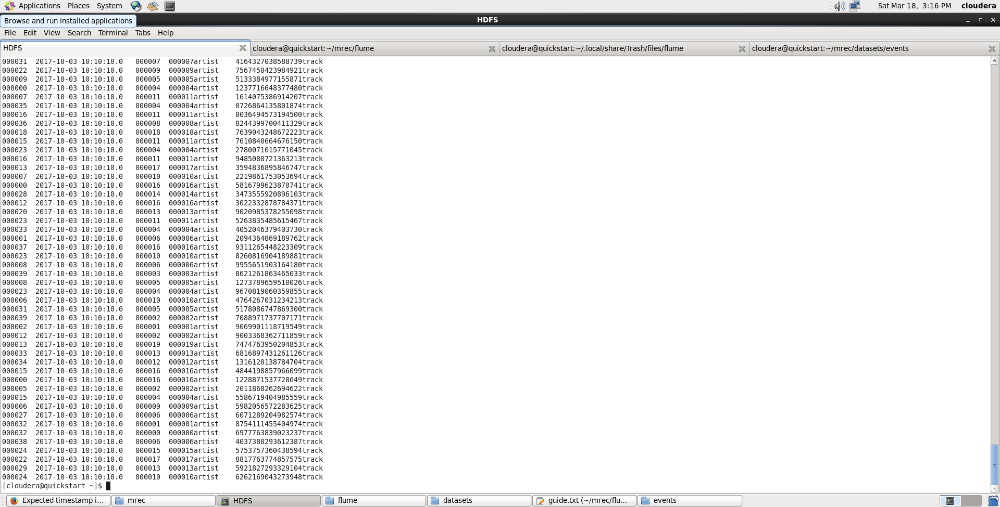 Applications Places System Sat Mar 18, 3:16 PM cloudera
Browse and run installed applications HDFS
File Edit View Search Terminal Tabs Help
HDFS cloudera@quickstart:~/mrec/flume cloudera@quickstart:~/.local/share/Trash/files/flume cloudera@quickstart:~/mrec/datasets/events
000031 2017-10-03 10:10:10.0 000007 000007artist 4164327038588739track
000022 2017-10-03 10:10:10.0 000009 000009artist 7567450423984921track
000009 2017-10-03 10:10:10.0 000005 000005artist 5133384977155871track
000000 2017-10-03 10:10:10.0 000004 000004artist 1237716648377480track
000007 2017-10-03 10:10:10.0 000011 000011artist 1614075386914207track
000035 2017-10-03 10:10:10.0 000004 000004artist 0726864135801874track
000016 2017-10-03 10:10:10.0 000011 000011artist 0036494573194500track
000036 2017-10-03 10:10:10.0 000008 000008artist 8244399700411329track
000018 2017-10-03 10:10:10.0 000018 000018artist 7639043248672223track
000015 2017-10-03 10:10:10.0 000011 000011artist 7610840664676150track
000023 2017-10-03 10:10:10.0 000004 000004artist 2780071015771045track
000016 2017-10-03 10:10:10.0 000011 000011artist 9485080721363213track
000013 2017-10-03 10:10:10.0 000017 000017artist 3594836895846747track
000007 2017-10-03 10:10:10.0 000010 000010artist 2219861753053694track
000000 2017-10-03 10:10:10.0 000016 000016artist 5816799623870741track
000028 2017-10-03 10:10:10.0 000014 000014artist 3473555920896103track
000012 2017-10-03 10:10:10.0 000016 000016artist 3022332878784371track
000020 2017-10-03 10:10:10.0 000013 000013artist 9020985378255098track
000023 2017-10-03 10:10:10.0 000011 000011artist 5263835485615467track
000033 2017-10-03 10:10:10.0 000004 000004artist 4052046379403730track
000001 2017-10-03 10:10:10.0 000006 000006artist 2094364869189762track
000037 2017-10-03 10:10:10.0 000016 000016artist 9311265448223309track
000023 2017-10-03 10:10:10.0 000010 000010artist 8260816904189881track
000008 2017-10-03 10:10:10.0 000006 000006artist 9955651903164180track
000039 2017-10-03 10:10:10.0 000003 000003artist 8621261863465033track
000008 2017-10-03 10:10:10.0 000005 000005artist 1273789659510026track
000023 2017-10-03 10:10:10.0 000004 000004artist 9670819060359855track
000006 2017-10-03 10:10:10.0 000010 000010artist 4764267031234213track
000031 2017-10-03 10:10:10.0 000005 000005artist 5178086747869300track
000039 2017-10-03 10:10:10.0 000002 000002artist 7088971737707171track
000002 2017-10-03 10:10:10.0 000001 000001artist 9069901118719549track
000012 2017-10-03 10:10:10.0 000002 000002artist 9003368362711859track
000013 2017-10-03 10:10:10.0 000019 000019artist 7474763950204853track
000033 2017-10-03 10:10:10.0 000013 000013artist 6816897431261126track
000034 2017-10-03 10:10:10.0 000012 000012artist 1316120138784704track
000015 2017-10-03 10:10:10.0 000016 000016artist 4844198857966099track
000000 2017-10-03 10:10:10.0 000016 000016artist 1228871537728649track
000005 2017-10-03 10:10:10.0 000002 000002artist 2011868262694622track
000015 2017-10-03 10:10:10.0 000004 000004artist 5586719404985559track
000006 2017-10-03 10:10:10.0 000009 000009artist 5982056572283625track
000027 2017-10-03 10:10:10.0 000006 000006artist 6071289204982574track
000032 2017-10-03 10:10:10.0 000001 000001artist 8754111455404974track
000032 2017-10-03 10:10:10.0 000000 000000artist 6977763839023237track
000038 2017-10-03 10:10:10.0 000006 000006artist 4037380293612387track
000024 2017-10-03 10:10:10.0 000015 000015artist 5753757360438594track
000022 2017-10-03 10:10:10.0 000017 000017artist 8817763774857575track
000029 2017-10-03 10:10:10.0 000013 000013artist 5921827293329104track
000024 2017-10-03 10:10:10.0 000010 000010artist 6262169043273948track
[cloudera@quickstart ~]$
Expected timestamp i... mrec HDFS flume datasets guide.txt (~/mrec/flu... events